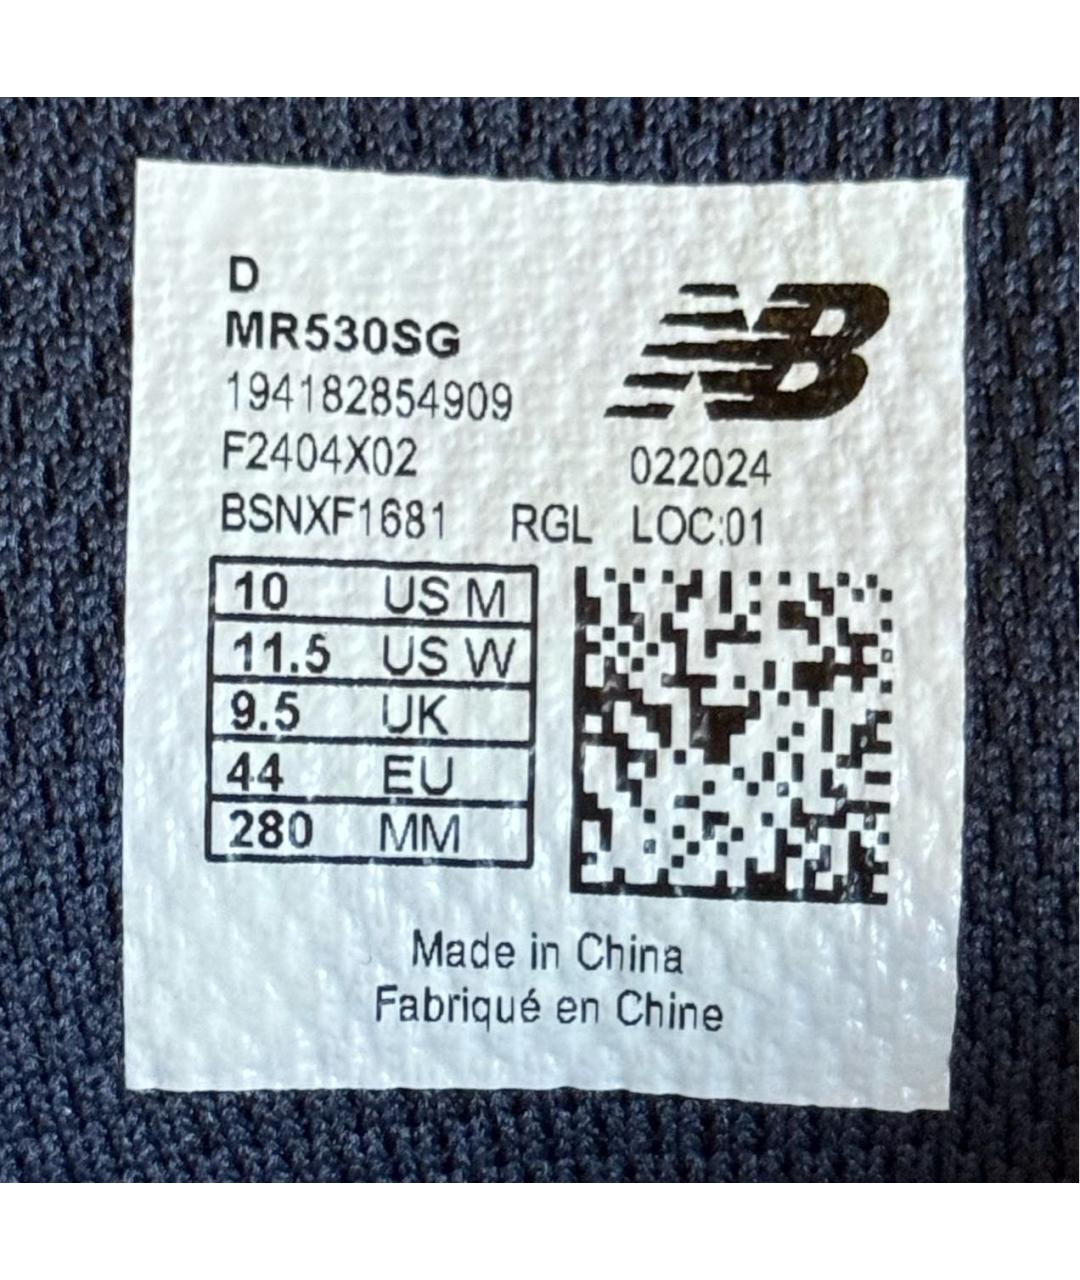 D
MR530SG
194182854909
F2404X02 022024
BSNXF1681 RGL LOC:01
10 US M
11.5 US W
9.5 UK
44 EU
280 MM
NB
Made in China
Fabriqué en Chine